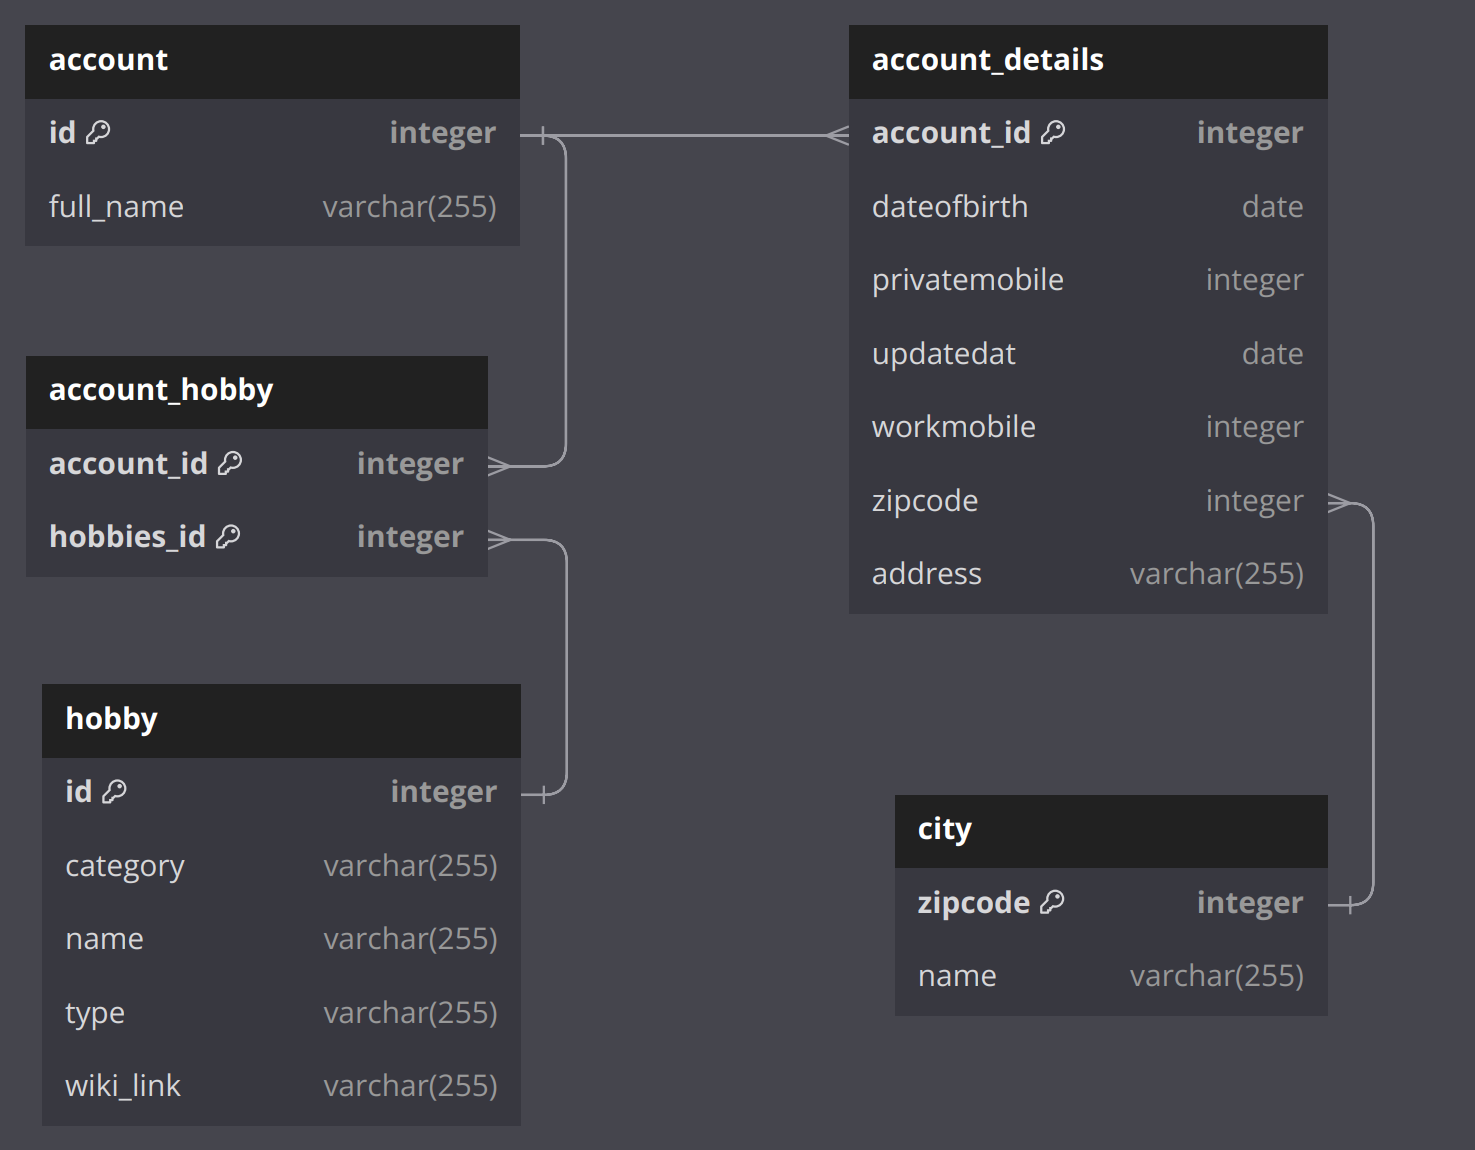 account
id integer
full_name varchar(255)
account_details
account_id integer
dateofbirth date
privatemobile integer
updatedat date
workmobile integer
zipcode integer
address varchar(255)
account_hobby
account_id integer
hobbies_id integer
hobby
id integer
category varchar(255)
name varchar(255)
type varchar(255)
wiki_link varchar(255)
city
zipcode integer
name varchar(255)